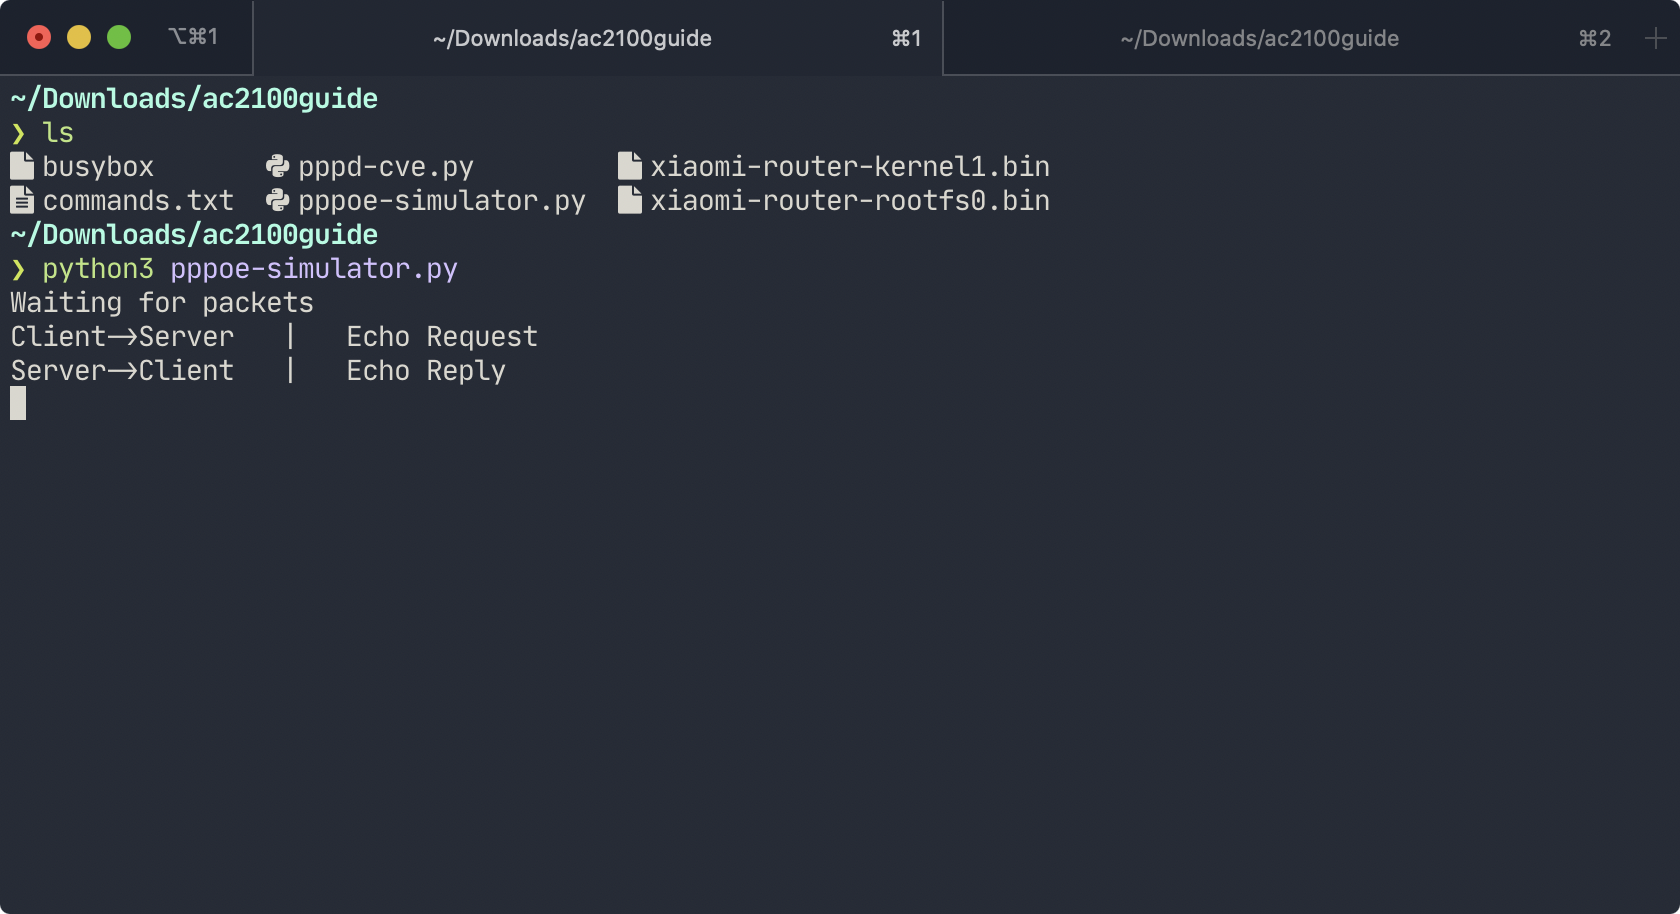 ⌥⌘1 ~/Downloads/ac2100guide ⌘1 ~/Downloads/ac2100guide ⌘2 +
~/Downloads/ac2100guide
❯ ls
busybox pppd-cve.py xiaomi-router-kernel1.bin
commands.txt pppoe-simulator.py xiaomi-router-rootfs0.bin
~/Downloads/ac2100guide
❯ python3 pppoe-simulator.py
Waiting for packets
Client->Server | Echo Request
Server->Client | Echo Reply